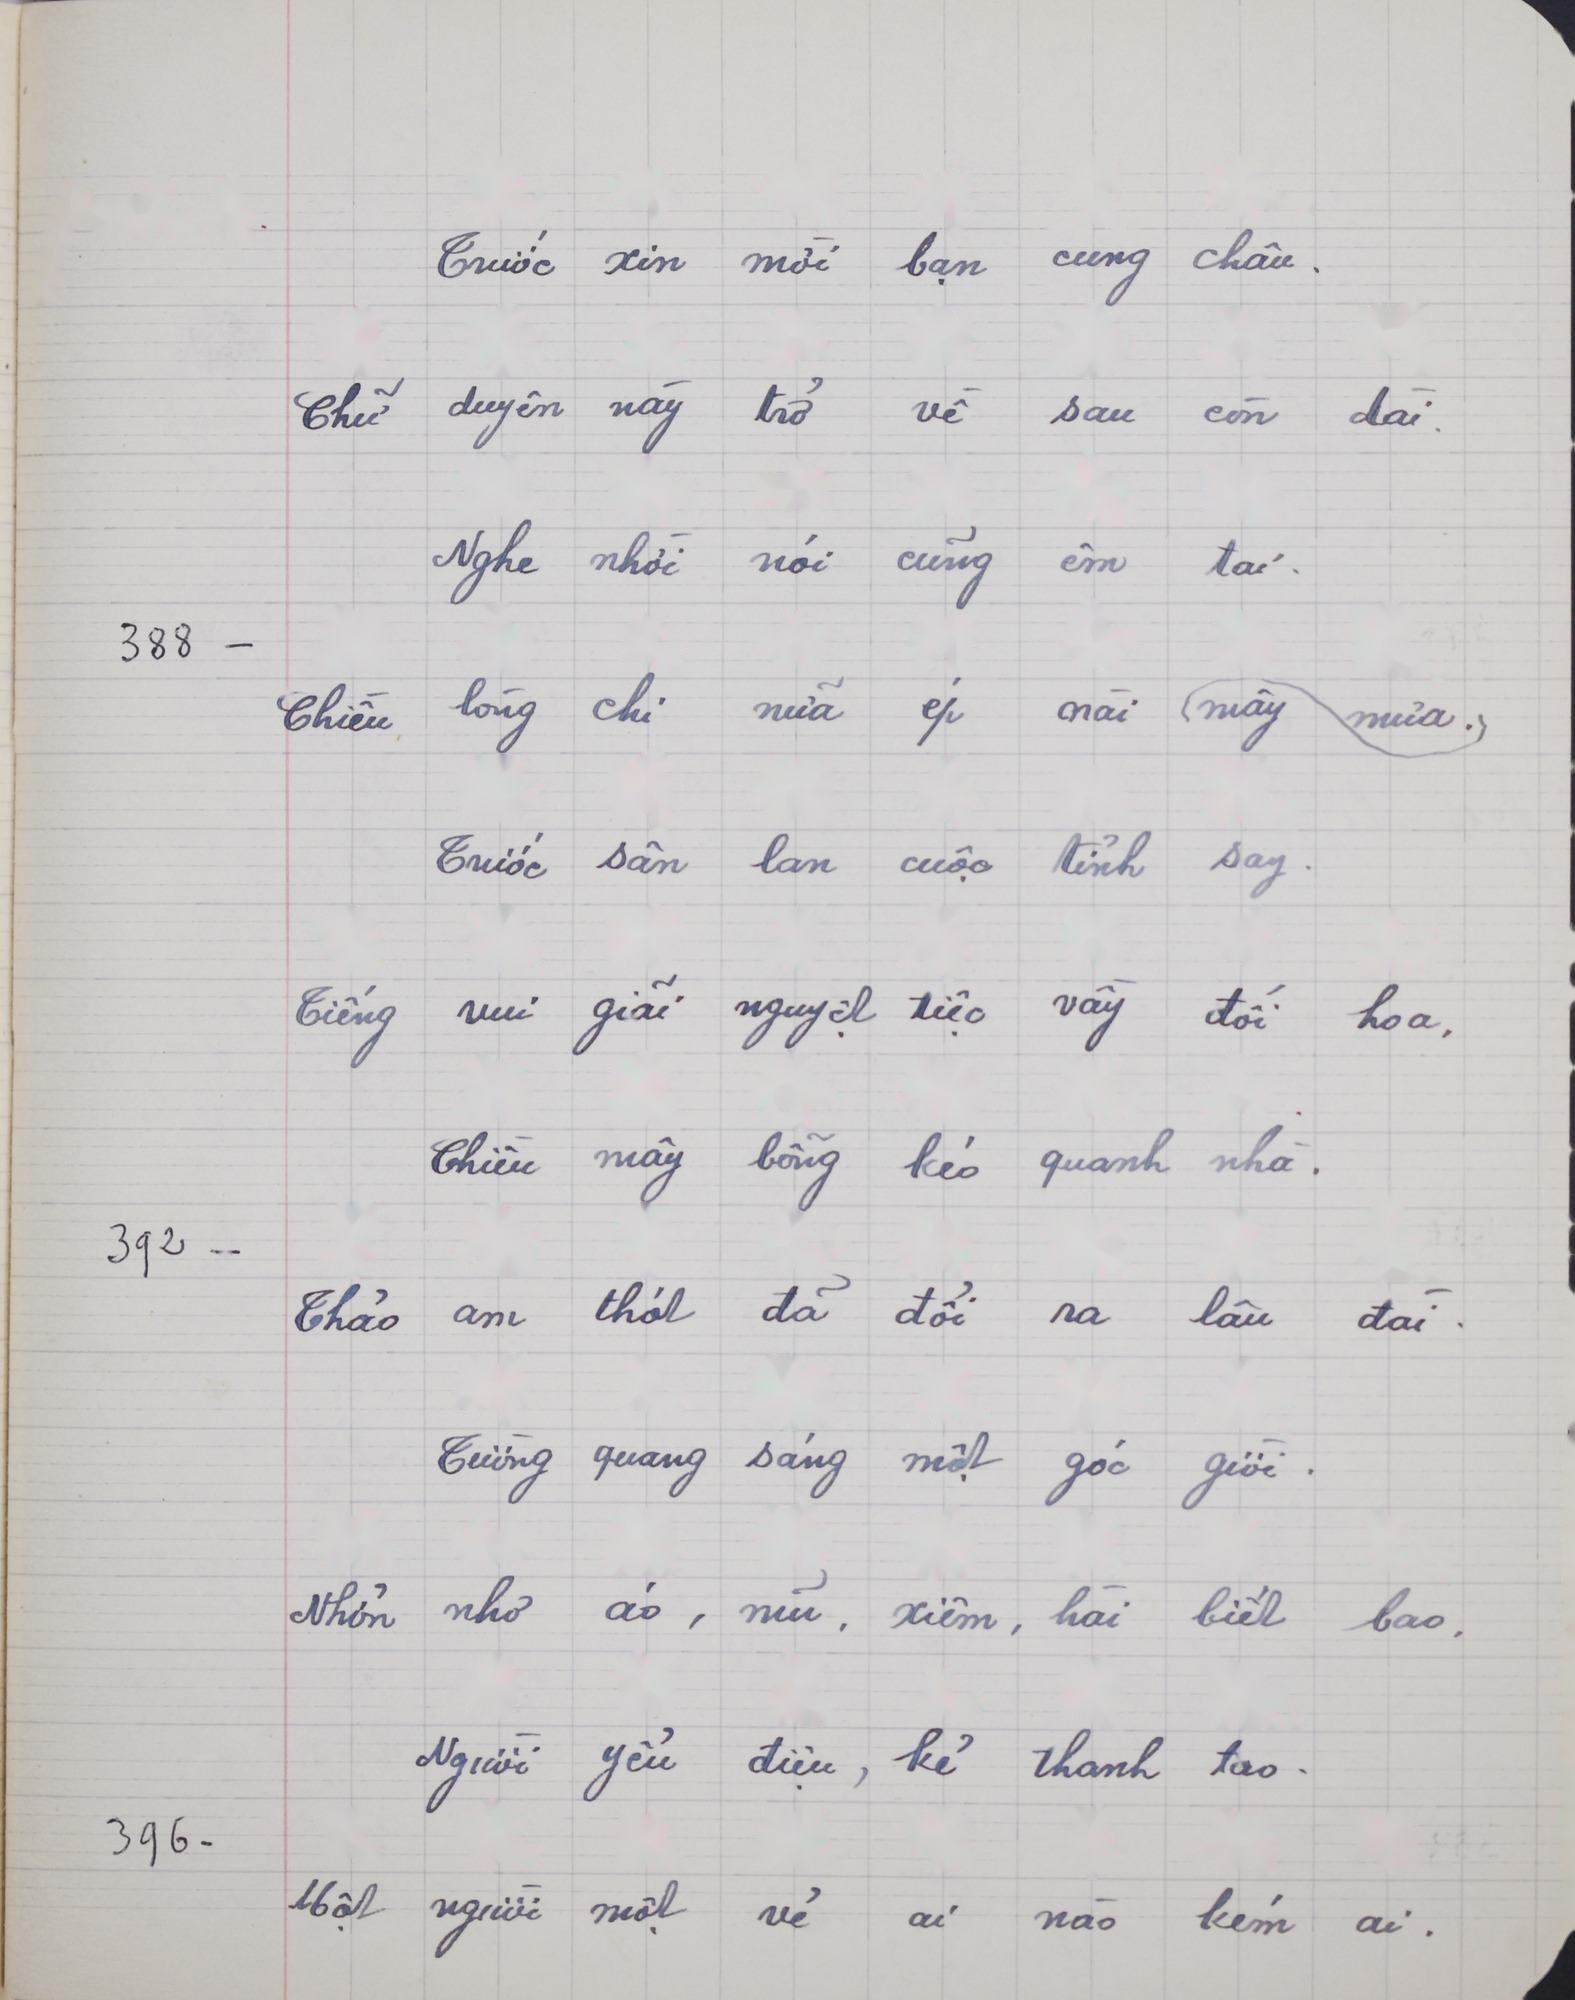 Trước xin mời bạn cung châu.
Chữ duyên này trở về sau còn dài.
Nghe nhời nói cũng êm tai.
388 -
Chiều lòng chi nữa ép nài (mây mưa.)
Trước sân lan cuộc tỉnh say.
Tiếng vui giãi nguyệt tiệc vầy đối hoa,
Chiều mây bỗng kéo quanh nhà.
392 --
Thảo am thót đã đổi ra lâu đài.
Tường quang sáng một góc giời.
Nhởn nhơ áo, mũ, xiêm, hài biết bao,
Người yểu điệu, kẻ thanh tao.
396-
Một người một vẻ ai nào kém ai.